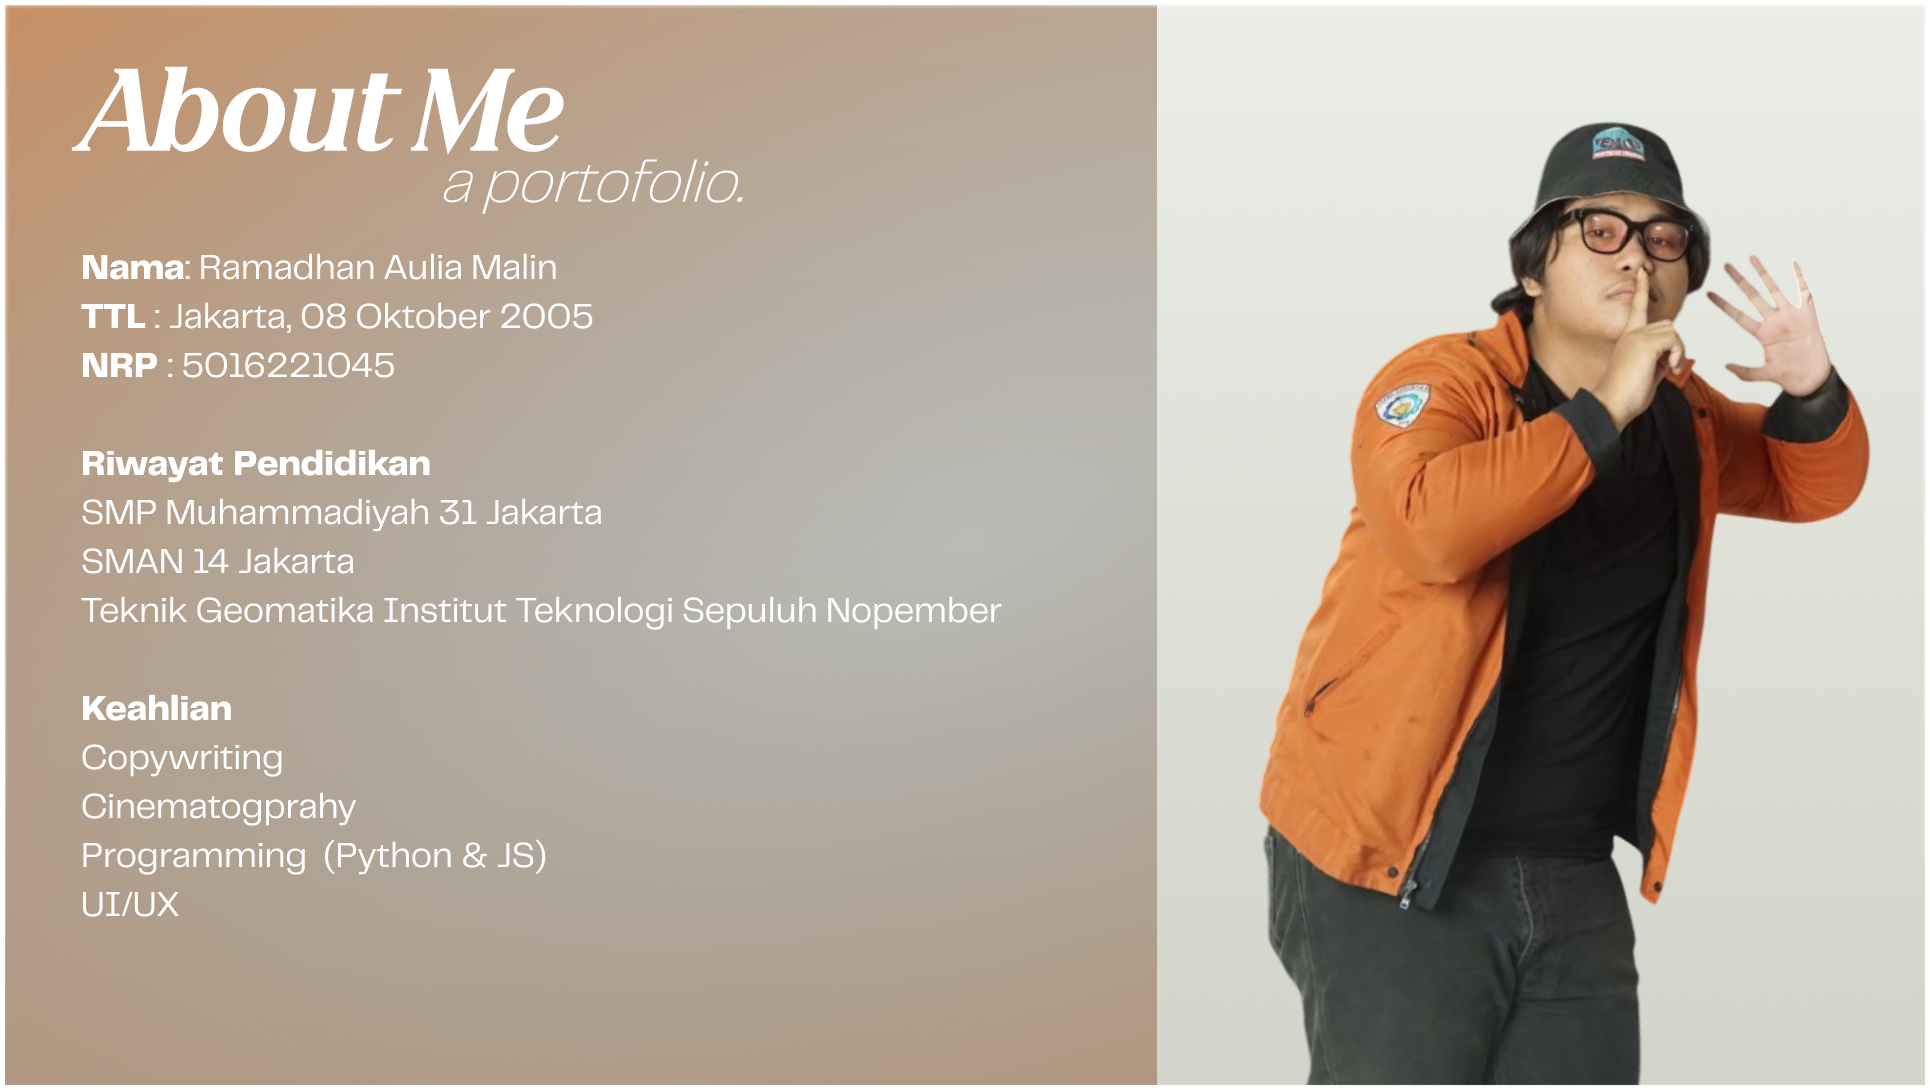 About Me
a portofolio.
Nama: Ramadhan Aulia Malin
TTL : Jakarta, 08 Oktober 2005
NRP : 5016221045
Riwayat Pendidikan
SMP Muhammadiyah 31 Jakarta
SMAN 14 Jakarta
Teknik Geomatika Institut Teknologi Sepuluh Nopember
Keahlian
Copywriting
Cinematogprahy
Programming (Python & JS)
UI/UX